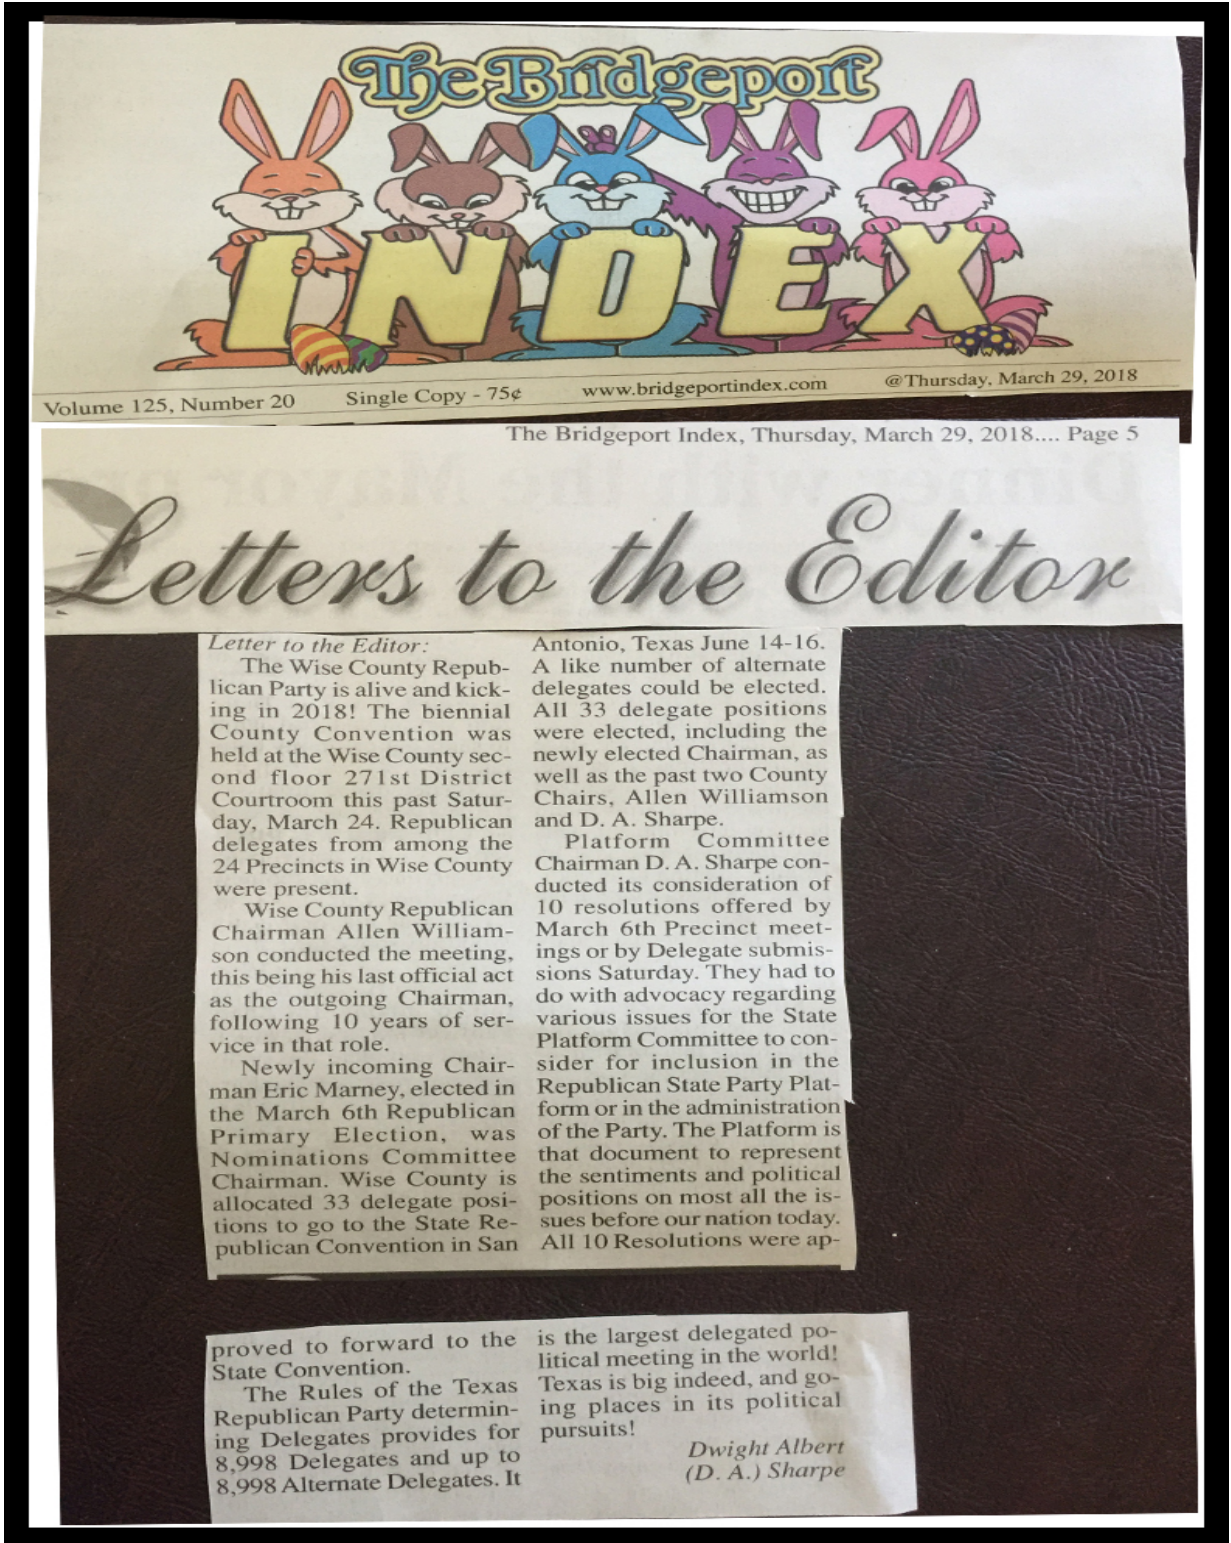 The Bridgeport
INDEX
Volume 125, Number 20 Single Copy - 75¢ www.bridgeportindex.com @Thursday, March 29, 2018
The Bridgeport Index, Thursday, March 29, 2018.... Page 5
Letters to the Editor
Letter to the Editor:
The Wise County Repub-
lican Party is alive and kick-
ing in 2018! The biennial
County Convention was
held at the Wise County sec-
ond floor 271st District
Courtroom this past Satur-
day, March 24. Republican
delegates from among the
24 Precincts in Wise County
were present.
Wise County Republican
Chairman Allen William-
son conducted the meeting,
this being his last official act
as the outgoing Chairman,
following 10 years of ser-
vice in that role.
Newly incoming Chair-
man Eric Marney, elected in
the March 6th Republican
Primary Election, was
Nominations Committee
Chairman. Wise County is
allocated 33 delegate posi-
tions to go to the State Re-
publican Convention in San
Antonio, Texas June 14-16.
A like number of alternate
delegates could be elected.
All 33 delegate positions
were elected, including the
newly elected Chairman, as
well as the past two County
Chairs, Allen Williamson
and D. A. Sharpe.
Platform Committee
Chairman D. A. Sharpe con-
ducted its consideration of
10 resolutions offered by
March 6th Precinct meet-
ings or by Delegate submis-
sions Saturday. They had to
do with advocacy regarding
various issues for the State
Platform Committee to con-
sider for inclusion in the
Republican State Party Plat-
form or in the administration
of the Party. The Platform is
that document to represent
the sentiments and political
positions on most all the is-
sues before our nation today.
All 10 Resolutions were ap-
proved to forward to the
State Convention.
The Rules of the Texas
Republican Party determin-
ing Delegates provides for
8,998 Delegates and up to
8,998 Alternate Delegates. It
is the largest delegated po-
litical meeting in the world!
Texas is big indeed, and go-
ing places in its political
pursuits!
Dwight Albert
(D. A.) Sharpe